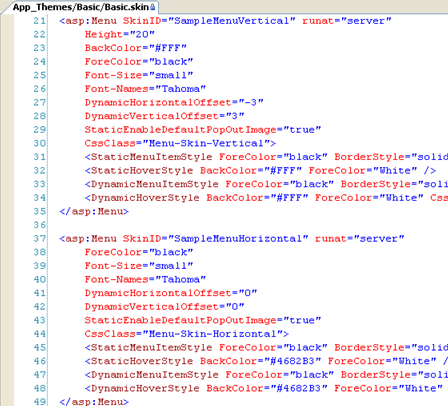 App_Themes/Basic/Basic.skin
21 <asp:Menu SkinID="SampleMenuVertical" runat="server"
22 Height="20"
23 BackColor="#FFF"
24 ForeColor="black"
25 Font-Size="small"
26 Font-Names="Tahoma"
27 DynamicHorizontalOffset="-3"
28 DynamicVerticalOffset="3"
29 StaticEnableDefaultPopOutImage="true"
30 CssClass="Menu-Skin-Vertical">
31 <StaticMenuItemStyle ForeColor="black" BorderStyle="solid
32 <StaticHoverStyle BackColor="#FFF" ForeColor="White" />
33 <DynamicMenuItemStyle ForeColor="black" BorderStyle="soli
34 <DynamicHoverStyle BackColor="#FFF" ForeColor="White" Css
35 </asp:Menu>
36
37 <asp:Menu SkinID="SampleMenuHorizontal" runat="server"
38 ForeColor="black"
39 Font-Size="small"
40 Font-Names="Tahoma"
41 DynamicHorizontalOffset="0"
42 DynamicVerticalOffset="0"
43 StaticEnableDefaultPopOutImage="true"
44 CssClass="Menu-Skin-Horizontal">
45 <StaticMenuItemStyle ForeColor="black" BorderStyle="solid
46 <StaticHoverStyle BackColor="#4682B3" ForeColor="White" /
47 <DynamicMenuItemStyle ForeColor="black" BorderStyle="soli
48 <DynamicHoverStyle BackColor="#4682B3" ForeColor="White"
49 </asp:Menu>